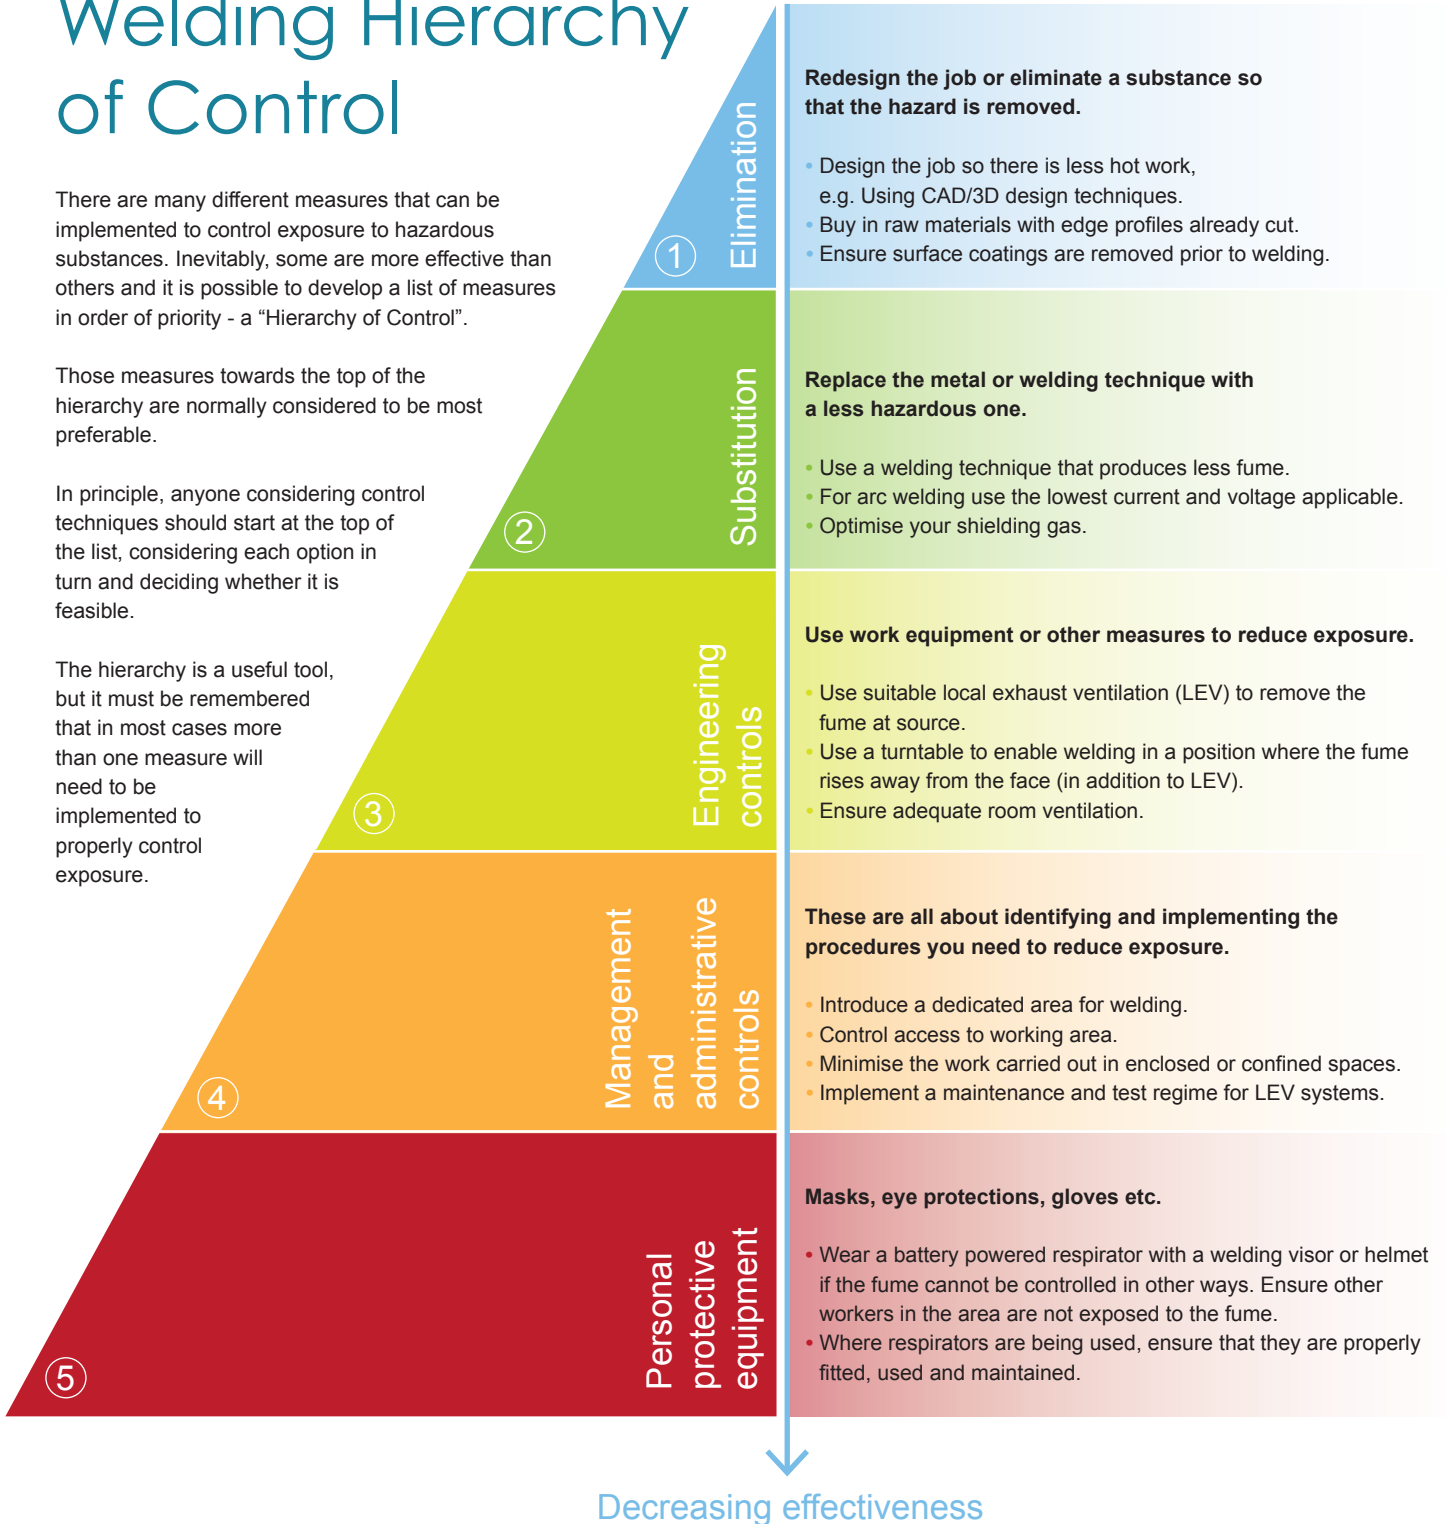 Welding Hierarchy
of Control
There are many different measures that can be
implemented to control exposure to hazardous
substances. Inevitably, some are more effective than
others and it is possible to develop a list of measures
in order of priority - a “Hierarchy of Control”.
Those measures towards the top of the
hierarchy are normally considered to be most
preferable.
In principle, anyone considering control
techniques should start at the top of
the list, considering each option in
turn and deciding whether it is
feasible.
The hierarchy is a useful tool,
but it must be remembered
that in most cases more
than one measure will
need to be
implemented to
properly control
exposure.
1
Elimination
Redesign the job or eliminate a substance so
that the hazard is removed.
• Design the job so there is less hot work,
e.g. Using CAD/3D design techniques.
• Buy in raw materials with edge profiles already cut.
• Ensure surface coatings are removed prior to welding.
2
Substitution
Replace the metal or welding technique with
a less hazardous one.
• Use a welding technique that produces less fume.
• For arc welding use the lowest current and voltage applicable.
• Optimise your shielding gas.
3
Engineering
controls
Use work equipment or other measures to reduce exposure.
• Use suitable local exhaust ventilation (LEV) to remove the
fume at source.
• Use a turntable to enable welding in a position where the fume
rises away from the face (in addition to LEV).
• Ensure adequate room ventilation.
4
Management
and
administrative
controls
These are all about identifying and implementing the
procedures you need to reduce exposure.
• Introduce a dedicated area for welding.
• Control access to working area.
• Minimise the work carried out in enclosed or confined spaces.
• Implement a maintenance and test regime for LEV systems.
5
Personal
protective
equipment
Masks, eye protections, gloves etc.
• Wear a battery powered respirator with a welding visor or helmet
if the fume cannot be controlled in other ways. Ensure other
workers in the area are not exposed to the fume.
• Where respirators are being used, ensure that they are properly
fitted, used and maintained.
Decreasing effectiveness